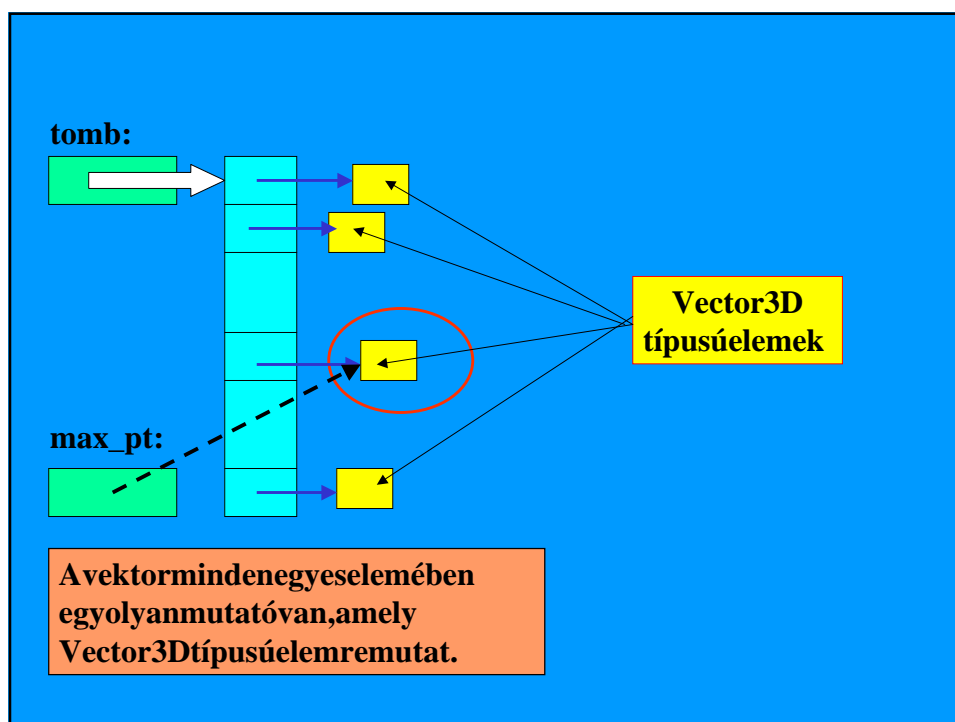 tomb:
Vector3D
típusúelemek
max_pt:
Avektormindenegyeselemében
egyolyanmutatóvan,amely
Vector3Dtípusúelemremutat.